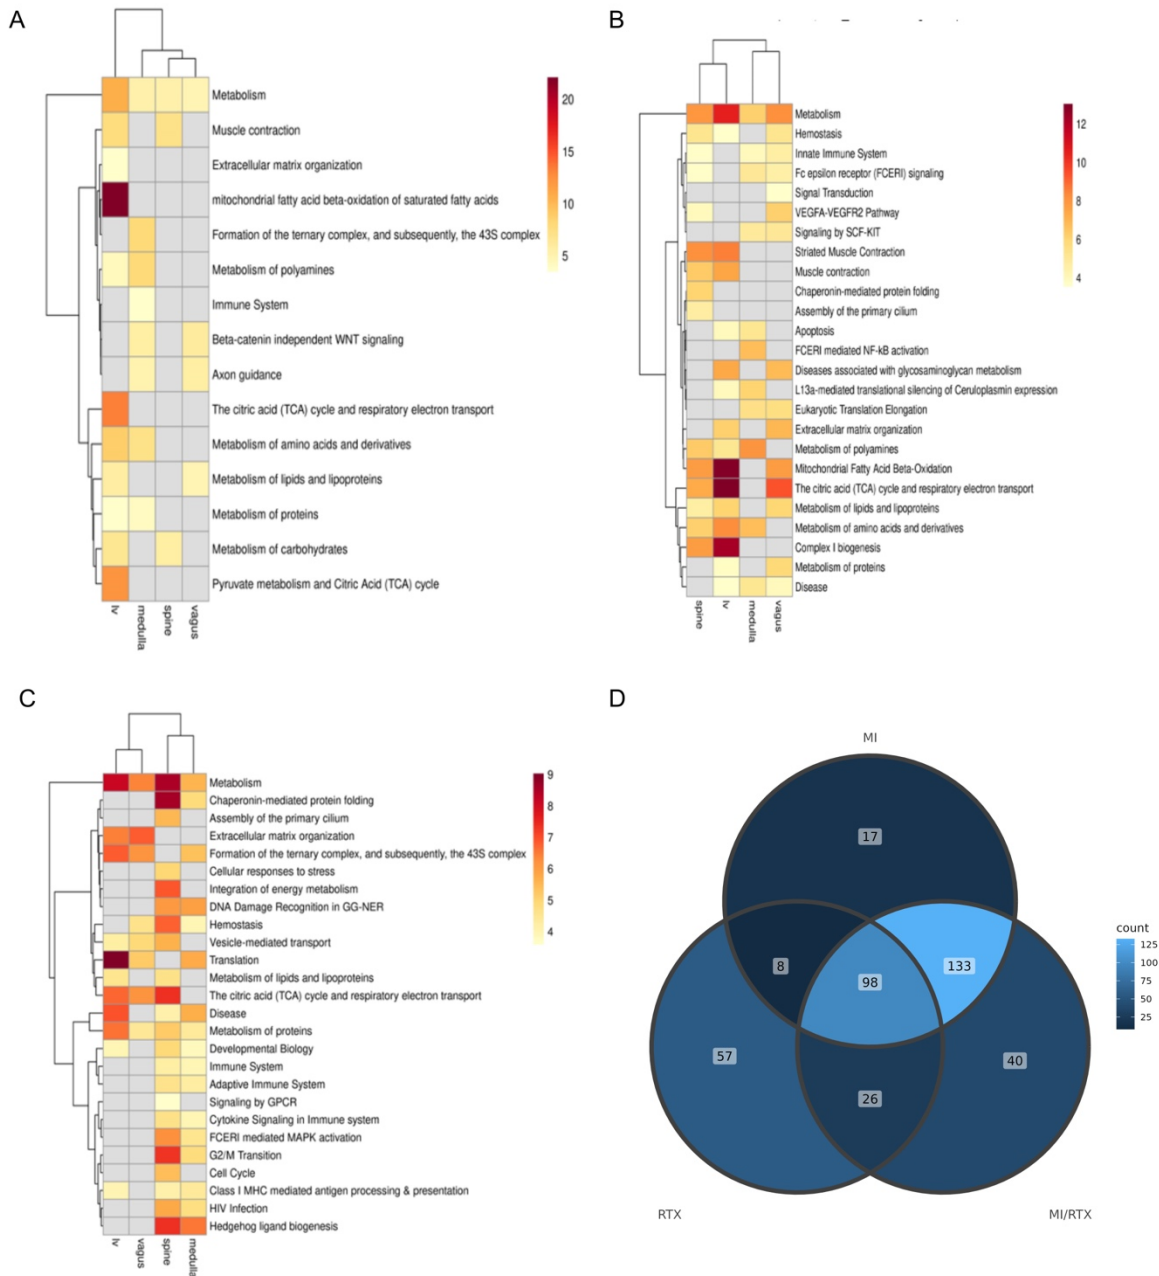 A
Metabolism
Muscle contraction
Extracellular matrix organization
mitochondrial fatty acid beta-oxidation of saturated fatty acids
Formation of the ternary complex, and subsequently, the 43S complex
Metabolism of polyamines
Immune System
Beta-catenin independent WNT signaling
Axon guidance
The citric acid (TCA) cycle and respiratory electron transport
Metabolism of amino acids and derivatives
Metabolism of lipids and lipoproteins
Metabolism of proteins
Metabolism of carbohydrates
Pyruvate metabolism and Citric Acid (TCA) cycle
20
15
10
5
lv
medulla
spine
vagus
B
Metabolism
Hemostasis
Innate Immune System
Fc epsilon receptor (FCERI) signaling
Signal Transduction
VEGFA-VEGFR2 Pathway
Signaling by SCF-KIT
Striated Muscle Contraction
Muscle contraction
Chaperonin-mediated protein folding
Assembly of the primary cilium
Apoptosis
FCERI mediated NF-kB activation
Diseases associated with glycosaminoglycan metabolism
L13a-mediated translational silencing of Ceruloplasmin expression
Eukaryotic Translation Elongation
Extracellular matrix organization
Metabolism of polyamines
Mitochondrial Fatty Acid Beta-Oxidation
The citric acid (TCA) cycle and respiratory electron transport
Metabolism of lipids and lipoproteins
Metabolism of amino acids and derivatives
Complex I biogenesis
Metabolism of proteins
Disease
12
10
8
6
4
spine
lv
medulla
vagus
C
Metabolism
Chaperonin-mediated protein folding
Assembly of the primary cilium
Extracellular matrix organization
Formation of the ternary complex, and subsequently, the 43S complex
Cellular responses to stress
Integration of energy metabolism
DNA Damage Recognition in GG-NER
Hemostasis
Vesicle-mediated transport
Translation
Metabolism of lipids and lipoproteins
The citric acid (TCA) cycle and respiratory electron transport
Disease
Metabolism of proteins
Developmental Biology
Immune System
Adaptive Immune System
Signaling by GPCR
Cytokine Signaling in Immune system
FCERI mediated MAPK activation
G2/M Transition
Cell Cycle
Class I MHC mediated antigen processing & presentation
HIV Infection
Hedgehog ligand biogenesis
9
8
7
6
5
4
lv
vagus
spine
medulla
D
MI
17
8
98
133
57
26
40
RTX
MI/RTX
count
125
100
75
50
25